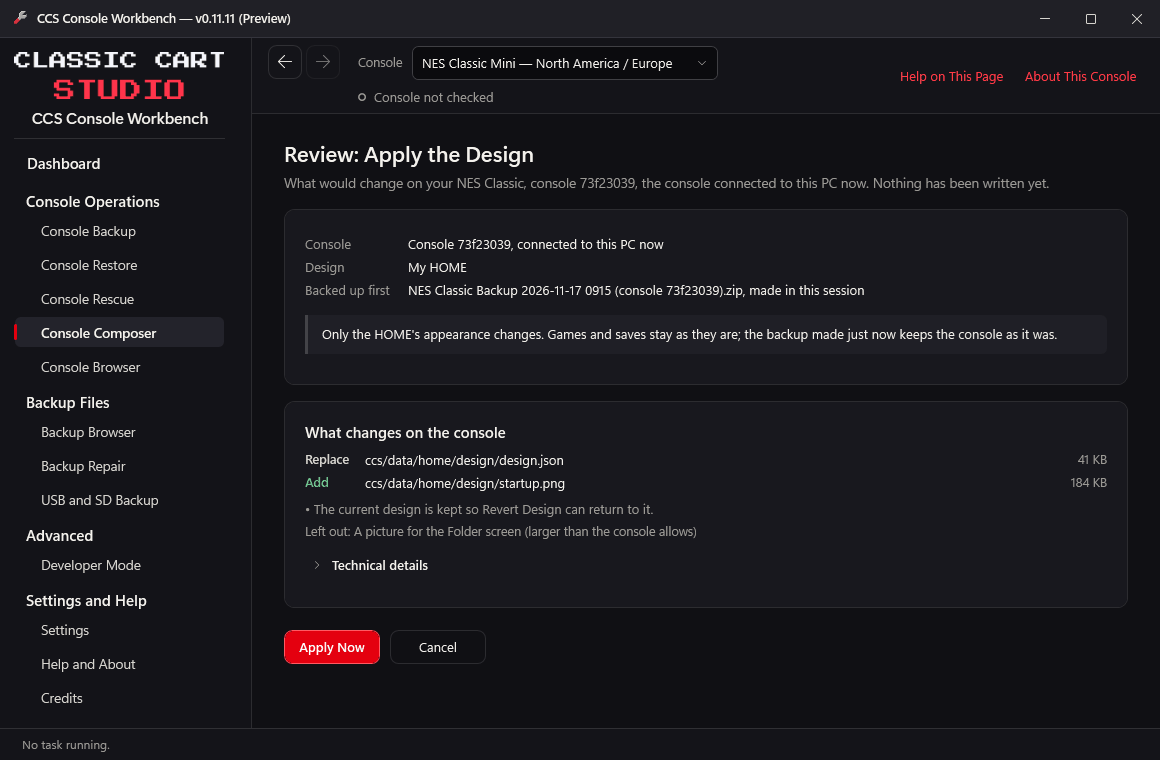 CCS Console Workbench — v0.11.11 (Preview)
CLASSIC CART
STUDIO
CCS Console Workbench
Dashboard
Console Operations
Console Backup
Console Restore
Console Rescue
Console Composer
Console Browser
Backup Files
Backup Browser
Backup Repair
USB and SD Backup
Advanced
Developer Mode
Settings and Help
Settings
Help and About
Credits
Console
NES Classic Mini — North America / Europe
Console not checked
Help on This Page
About This Console
Review: Apply the Design
What would change on your NES Classic, console 73f23039, the console connected to this PC now. Nothing has been written yet.
Console Console 73f23039, connected to this PC now
Design My HOME
Backed up first NES Classic Backup 2026-11-17 0915 (console 73f23039).zip, made in this session
Only the HOME's appearance changes. Games and saves stay as they are; the backup made just now keeps the console as it was.
What changes on the console
Replace ccs/data/home/design/design.json 41 KB
Add ccs/data/home/design/startup.png 184 KB
• The current design is kept so Revert Design can return to it.
Left out: A picture for the Folder screen (larger than the console allows)
Technical details
Apply Now
Cancel
No task running.